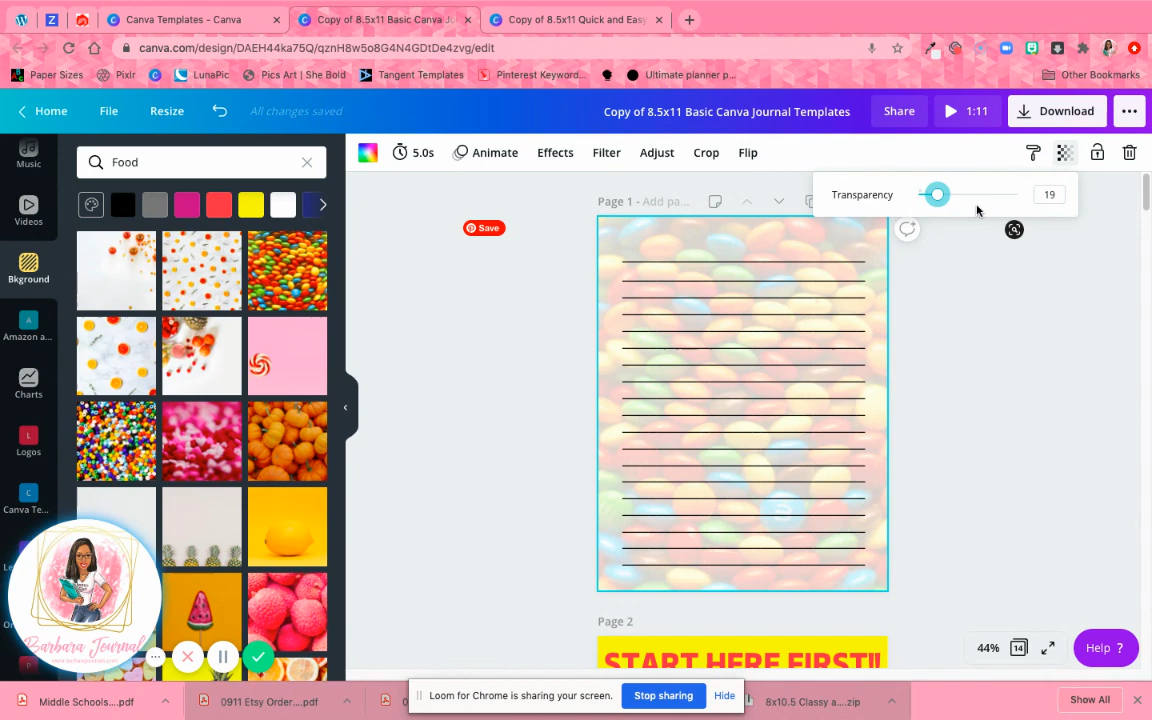 Canva Templates - Canva
Copy of 8.5x11 Basic Canva Jo
Copy of 8.5x11 Quick and Easy
canva.com/design/DAEH44ka75Q/qznH8w5o8G4N4GDtDe4zvg/edit
Paper Sizes
Pixlr
LunaPic
Pics Art | She Bold
Tangent Templates
Pinterest Keyword...
Ultimate planner p...
Other Bookmarks
Home
File
Resize
All changes saved
Copy of 8.5x11 Basic Canva Journal Templates
Share
1:11
Download
Music
Videos
Bkground
Amazon a...
Charts
Logos
Canva Te...
Food
5.0s
Animate
Effects
Filter
Adjust
Crop
Flip
Transparency
19
Page 1 - Add pa...
Save
Page 2
START HERE FIRST!!
44%
14
Help ?
Barbara Journal
Middle Schools....pdf
0911 Etsy Order....pdf
Loom for Chrome is sharing your screen.
Stop sharing
Hide
8x10.5 Classy a....zip
Show All